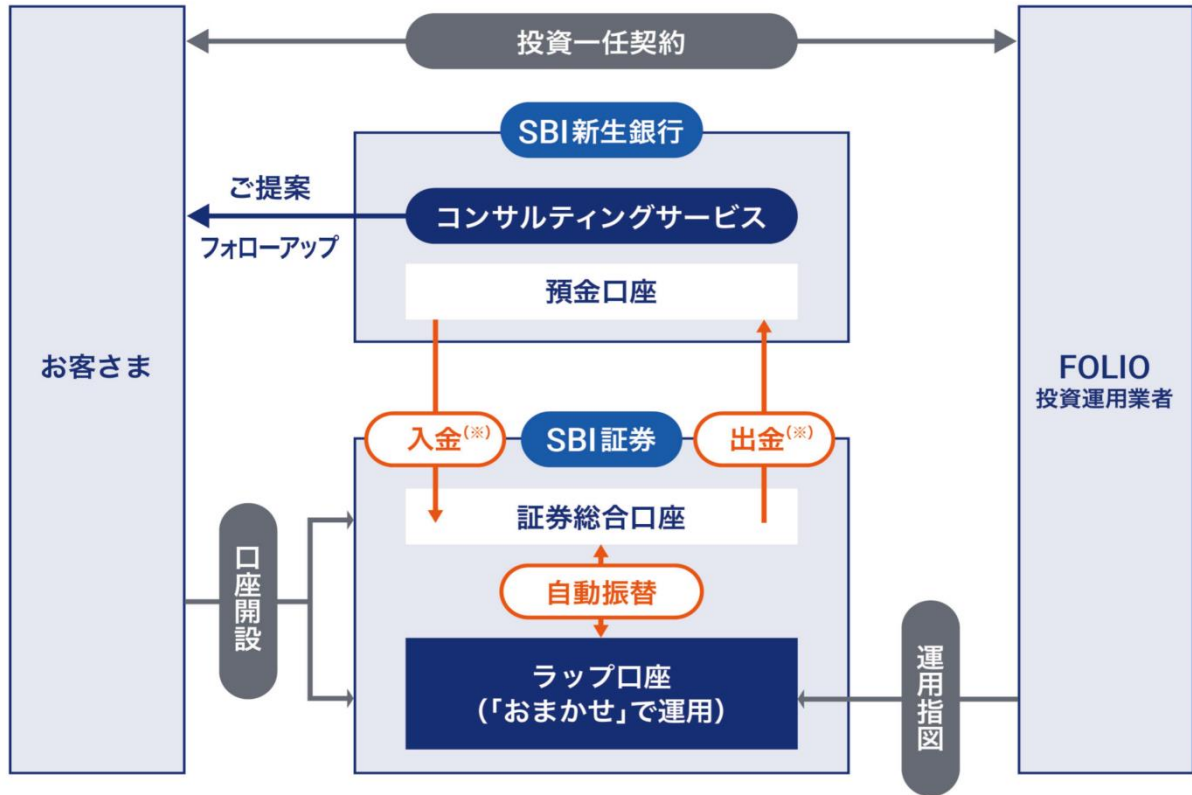 投資一任契約
SBI新生銀行
ご提案
コンサルティングサービス
フォローアップ
預金口座
お客さま
FOLIO
投資運用業者
入金(※)
SBI証券
出金(※)
証券総合口座
口座開設
自動振替
ラップ口座
(「おまかせ」で運用)
運用指図